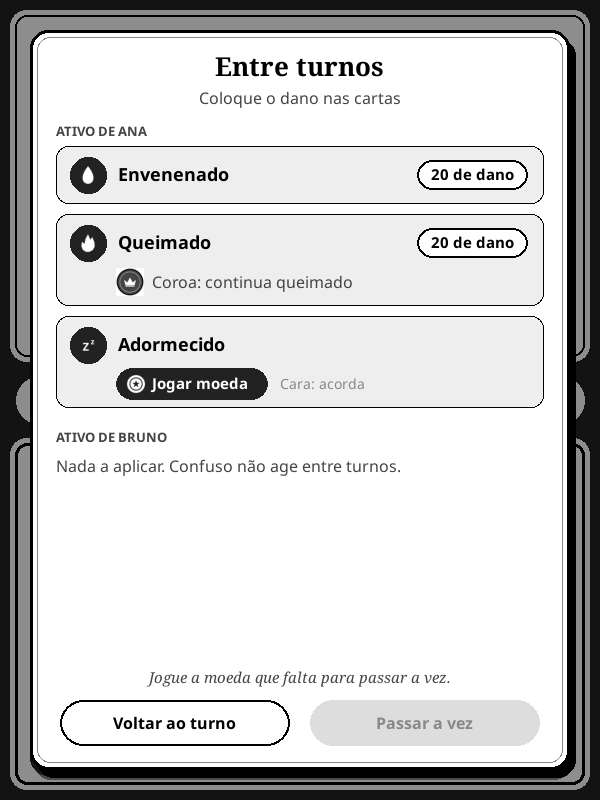 Entre turnos
Coloque o dano nas cartas
ATIVO DE ANA
Envenenado 20 de dano
Queimado 20 de dano
Coroa: continua queimado
zz Adormecido
Jogar moeda Cara: acorda
ATIVO DE BRUNO
Nada a aplicar. Confuso não age entre turnos.
Jogue a moeda que falta para passar a vez.
Voltar ao turno Passar a vez